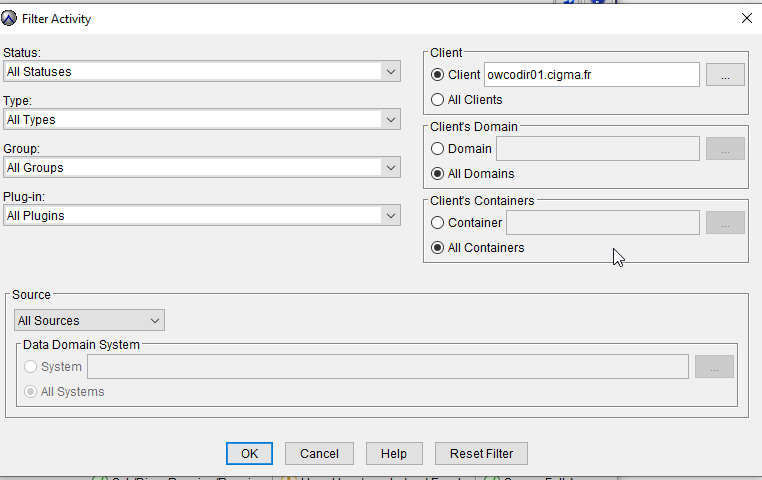 Filter Activity
Status:
All Statuses
Type:
All Types
Group:
All Groups
Plug-in:
All Plugins
Client
Client owcodir01.cigma.fr ...
All Clients
Client's Domain
Domain ...
All Domains
Client's Containers
Container ...
All Containers
Source
All Sources
Data Domain System
System ...
All Systems
OK Cancel Help Reset Filter